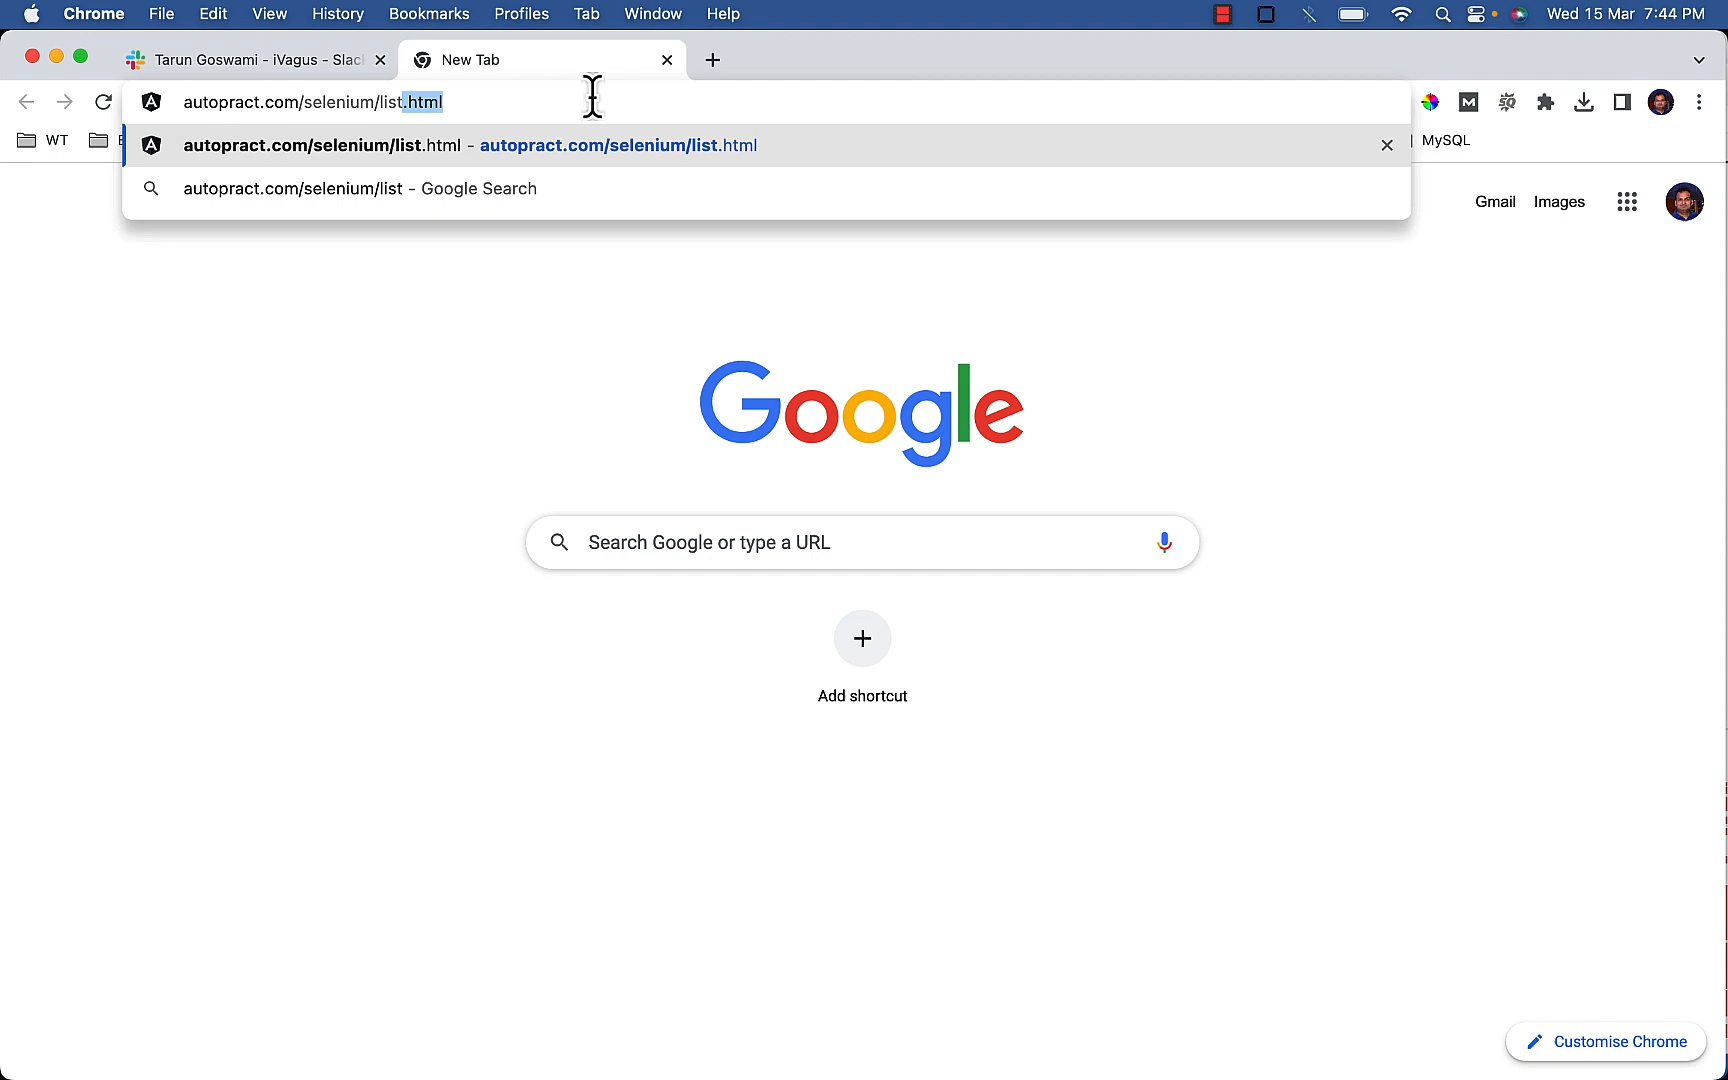 Chrome File Edit View History Bookmarks Profiles Tab Window Help Wed 15 Mar 7:44 PM
Tarun Goswami - iVagus - Slac New Tab
autopract.com/selenium/list.html
WT MySQL
autopract.com/selenium/list.html - autopract.com/selenium/list.html
autopract.com/selenium/list - Google Search
Gmail Images
Google
Search Google or type a URL
Add shortcut
Customise Chrome